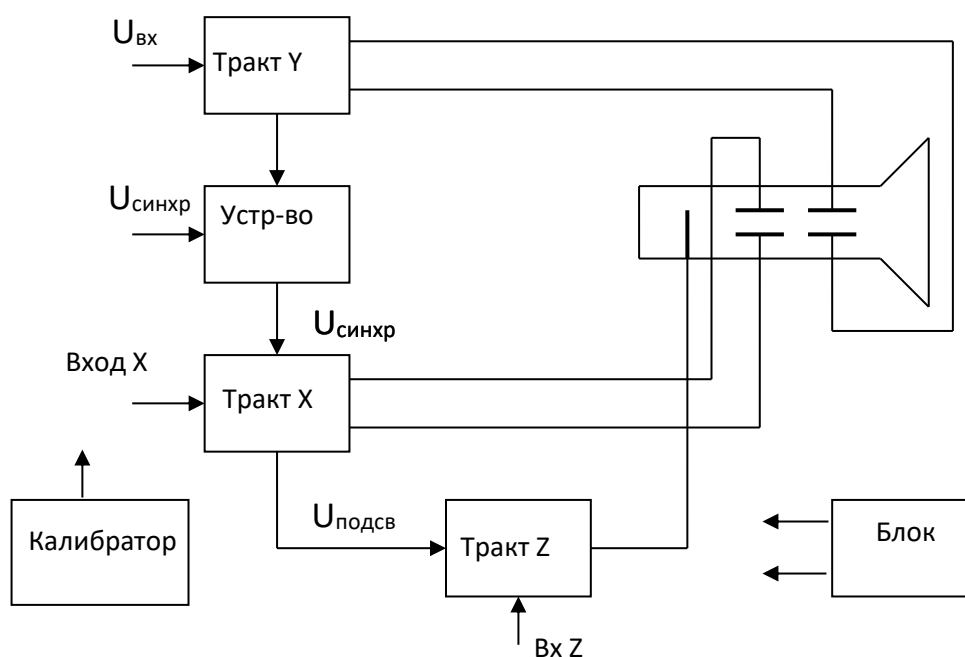 Uвх
Тракт Y
Uсинхр
Устр-во
Uсинхр
Вход X
Тракт X
Калибратор
Uподсв
Тракт Z
Блок
Вх Z